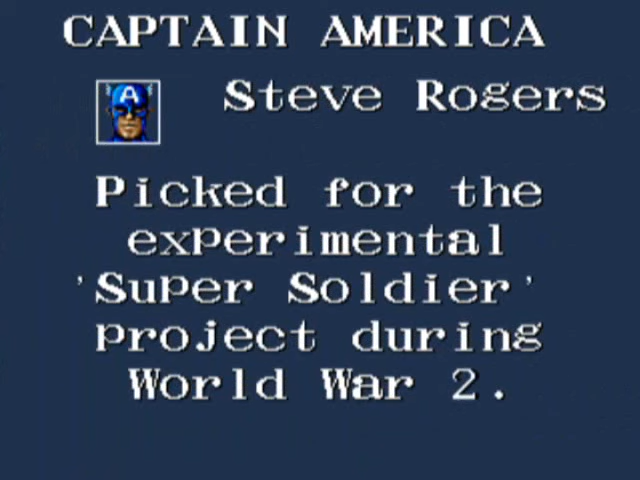 CAPTAIN AMERICA
A
Steve Rogers
Picked for the
experimental
'Super Soldier'
project during
World War 2.